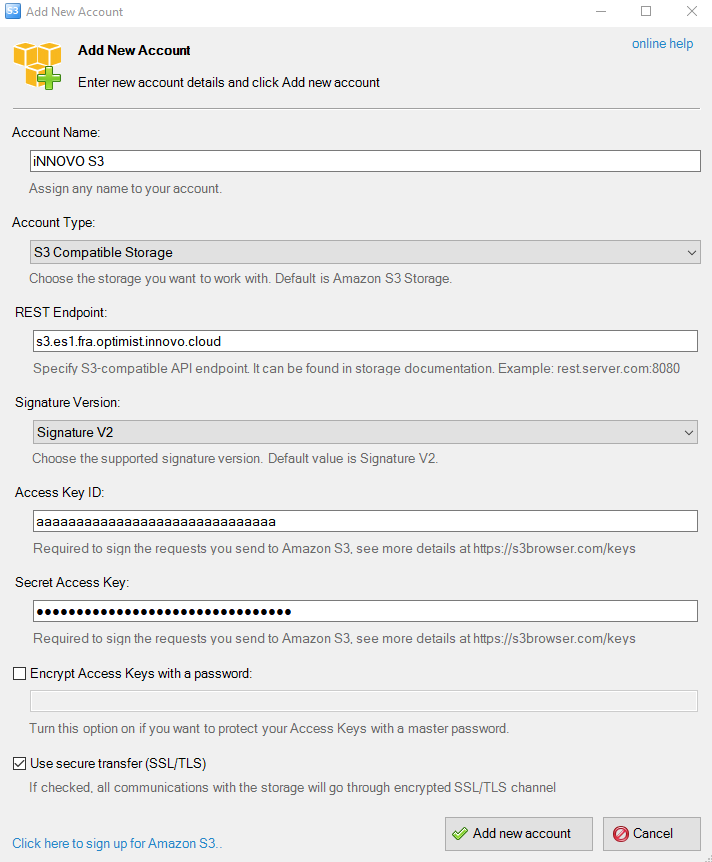 S3 Add New Account
Add New Account
online help
Enter new account details and click Add new account
Account Name:
iNNOVO S3
Assign any name to your account.
Account Type:
S3 Compatible Storage
Choose the storage you want to work with. Default is Amazon S3 Storage.
REST Endpoint:
s3.es1.fra.optimist.innovo.cloud
Specify S3-compatible API endpoint. It can be found in storage documentation. Example: rest.server.com:8080
Signature Version:
Signature V2
Choose the supported signature version. Default value is Signature V2.
Access Key ID:
aaaaaaaaaaaaaaaaaaaaaaaaaaaaaa
Required to sign the requests you send to Amazon S3, see more details at https://s3browser.com/keys
Secret Access Key:
●●●●●●●●●●●●●●●●●●●●●●●●●●●●●●●●
Required to sign the requests you send to Amazon S3, see more details at https://s3browser.com/keys
Encrypt Access Keys with a password:
Turn this option on if you want to protect your Access Keys with a master password.
Use secure transfer (SSL/TLS)
If checked, all communications with the storage will go through encrypted SSL/TLS channel
Click here to sign up for Amazon S3..
Add new account
Cancel